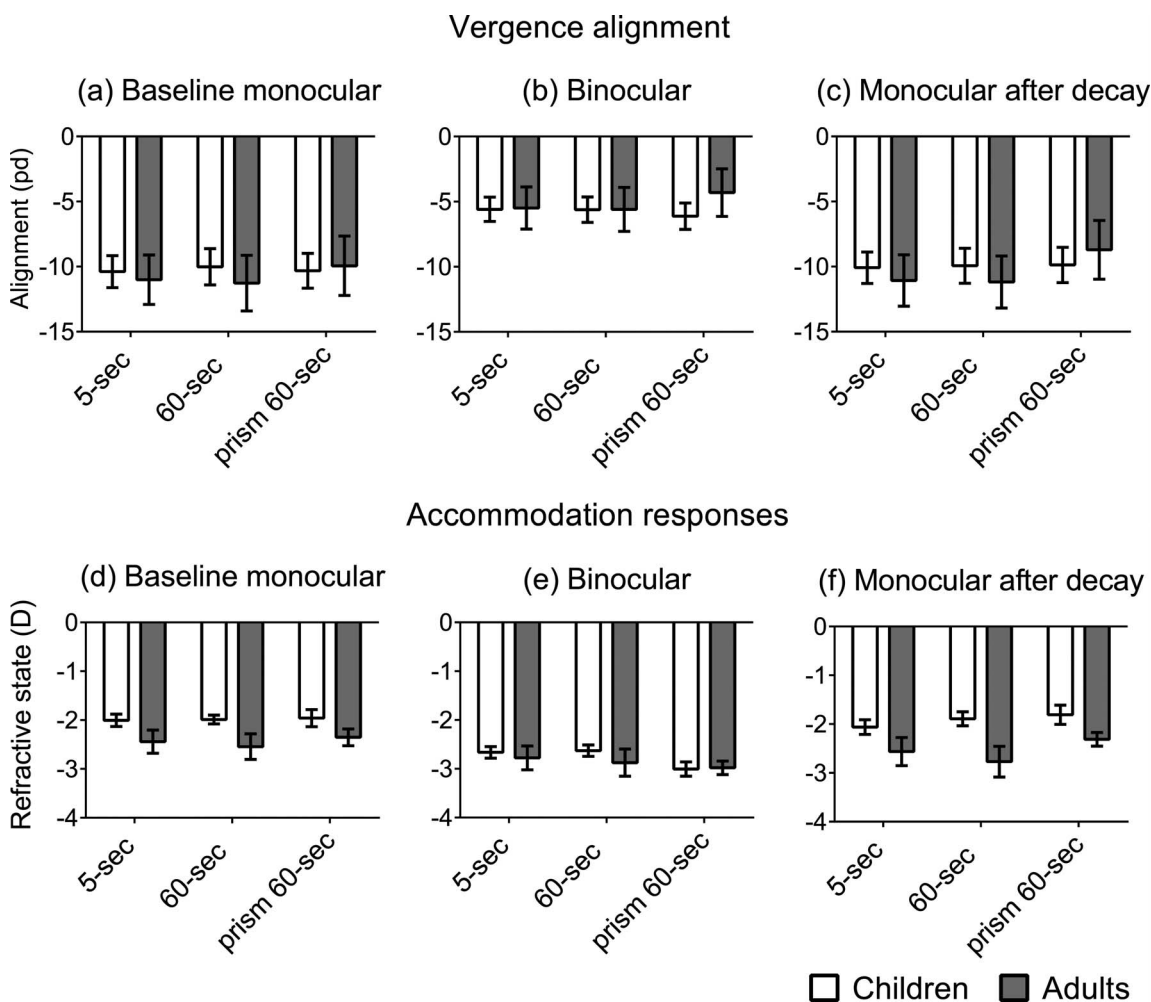 Vergence alignment
(a) Baseline monocular
(b) Binocular
(c) Monocular after decay
Alignment (pd)
0
-5
-10
-15
5-sec
60-sec
prism 60-sec
0
-5
-10
-15
5-sec
60-sec
prism 60-sec
0
-5
-10
-15
5-sec
60-sec
prism 60-sec
Accommodation responses
(d) Baseline monocular
(e) Binocular
(f) Monocular after decay
Refractive state (D)
0
-1
-2
-3
-4
5-sec
60-sec
prism 60-sec
0
-1
-2
-3
-4
5-sec
60-sec
prism 60-sec
0
-1
-2
-3
-4
5-sec
60-sec
prism 60-sec
Children
Adults